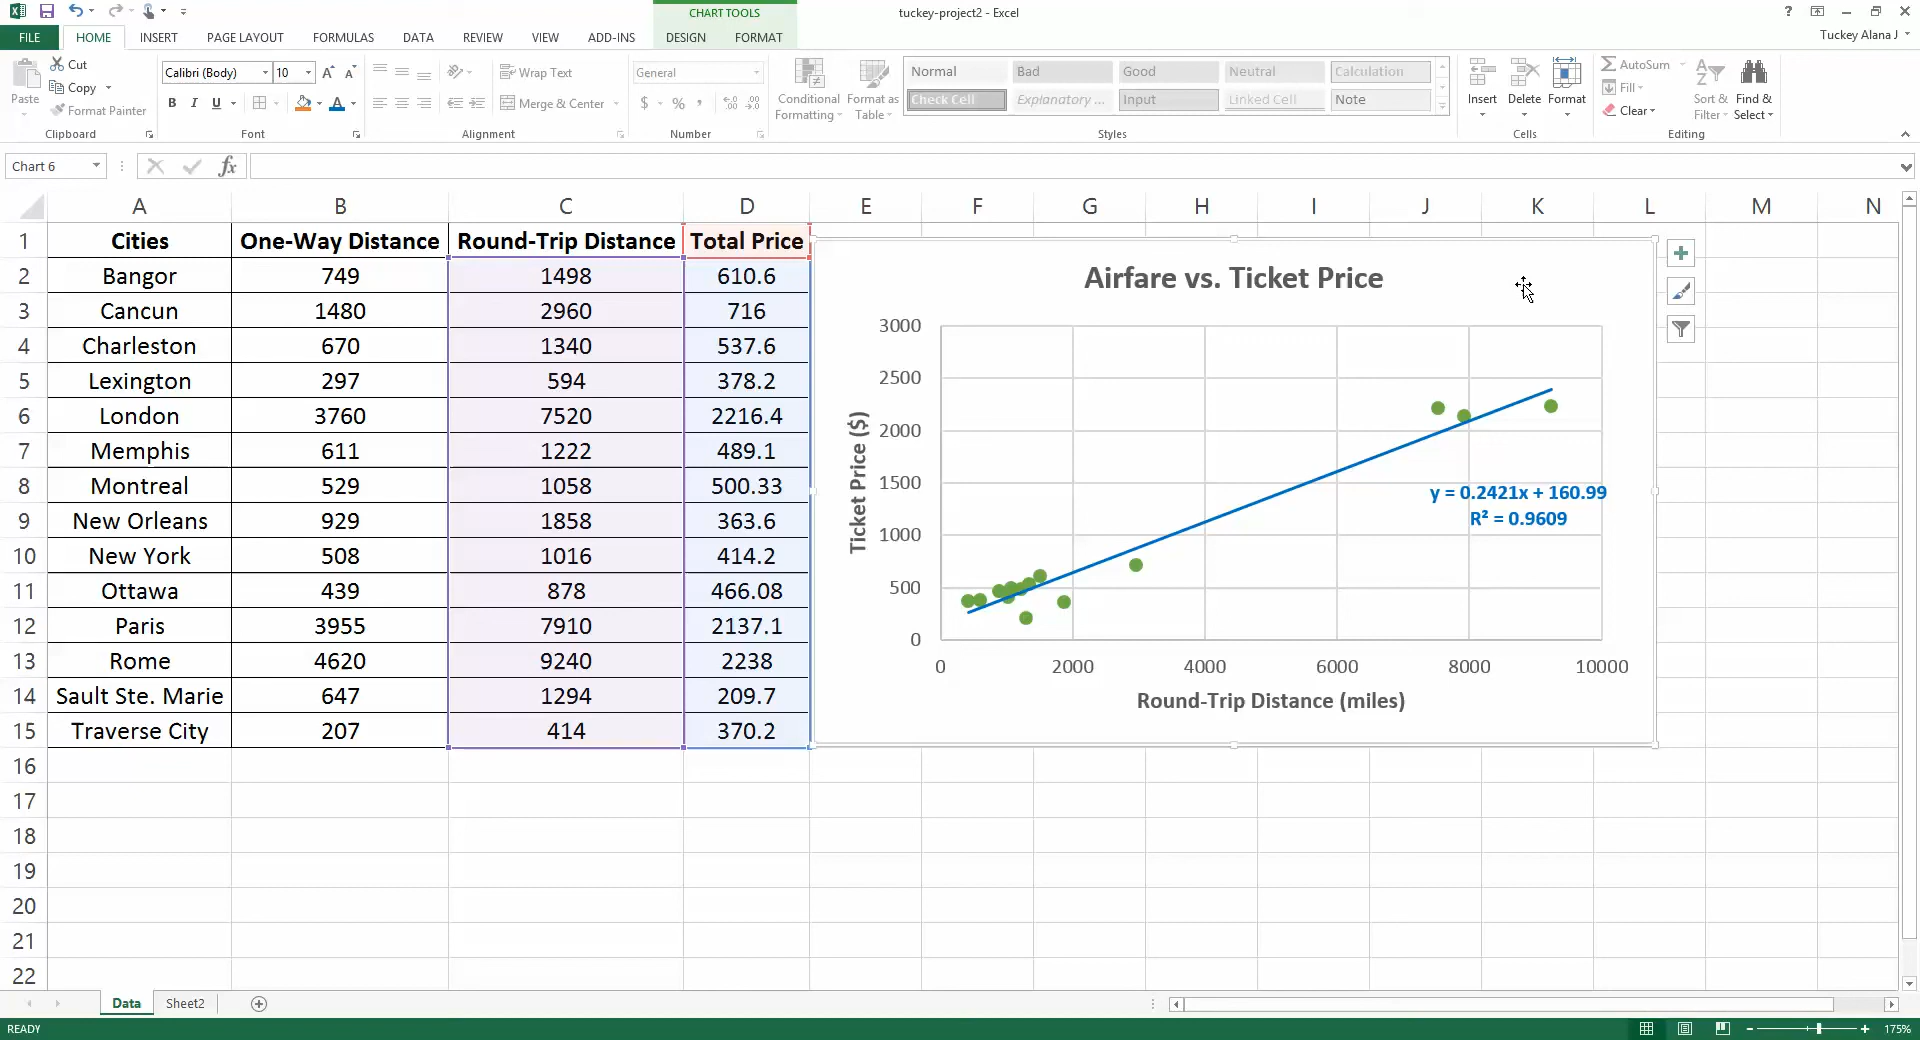 tuckey-project2 - Excel
CHART TOOLS
FILE HOME INSERT PAGE LAYOUT FORMULAS DATA REVIEW VIEW ADD-INS DESIGN FORMAT
Tuckey Alana J
Paste
Cut
Copy
Format Painter
Clipboard
Calibri (Body) 10
B I U
Font
Wrap Text
Merge & Center
Alignment
General
$ %
Number
Conditional Formatting
Format as Table
Normal Bad Good Neutral Calculation
Check Cell Explanatory ... Input Linked Cell Note
Styles
Insert Delete Format
Cells
AutoSum
Fill
Clear
Sort & Filter
Find & Select
Editing
Chart 6
fx
A B C D E F G H I J K L M N
1 Cities One-Way Distance Round-Trip Distance Total Price
2 Bangor 749 1498 610.6
3 Cancun 1480 2960 716
4 Charleston 670 1340 537.6
5 Lexington 297 594 378.2
6 London 3760 7520 2216.4
7 Memphis 611 1222 489.1
8 Montreal 529 1058 500.33
9 New Orleans 929 1858 363.6
10 New York 508 1016 414.2
11 Ottawa 439 878 466.08
12 Paris 3955 7910 2137.1
13 Rome 4620 9240 2238
14 Sault Ste. Marie 647 1294 209.7
15 Traverse City 207 414 370.2
16
17
18
19
20
21
22
Airfare vs. Ticket Price
Ticket Price ($)
3000
2500
2000
1500
1000
500
0
y = 0.2421x + 160.99
R² = 0.9609
0 2000 4000 6000 8000 10000
Round-Trip Distance (miles)
Data Sheet2
READY
175%